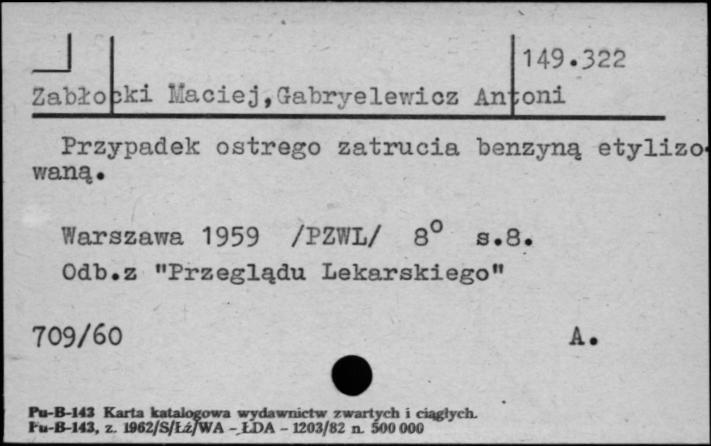 149.322
Zabłocki Maciej,Gabryelewicz Antoni
Przypadek ostrego zatrucia benzyną etylizo-
waną.
Warszawa 1959 /PZWL/ 8° s.8.
Odb.z "Przeglądu Lekarskiego"
709/60 A.
Pu-B-143 Karta katalogowa wydawnictw zwartych i ciągłych.
Pu-B-143, z. 1962/S/Łź/WA - ŁDA - 1203/82 n. 500 000